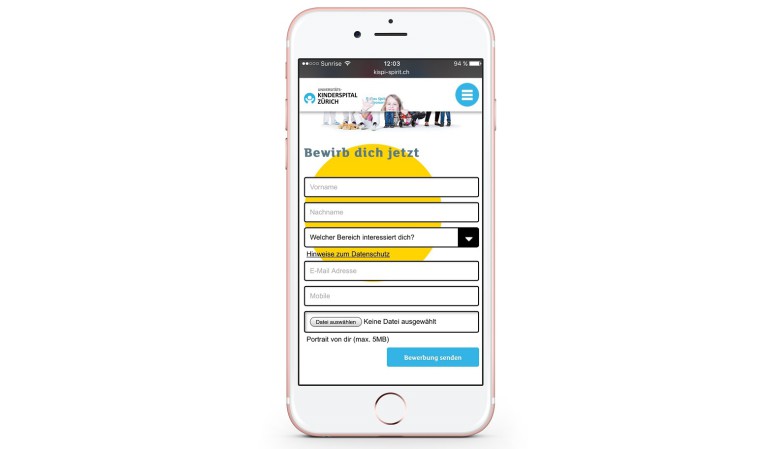 Sunrise 12:03 94 %
kispi-spirit.ch
UNIVERSITÄTS-
KINDERSPITAL
ZÜRICH
Bewirb dich jetzt
Vorname
Nachname
Welcher Bereich interessiert dich?
Hinweise zum Datenschutz
E-Mail Adresse
Mobile
Datei auswählen Keine Datei ausgewählt
Portrait von dir (max. 5MB)
Bewerbung senden